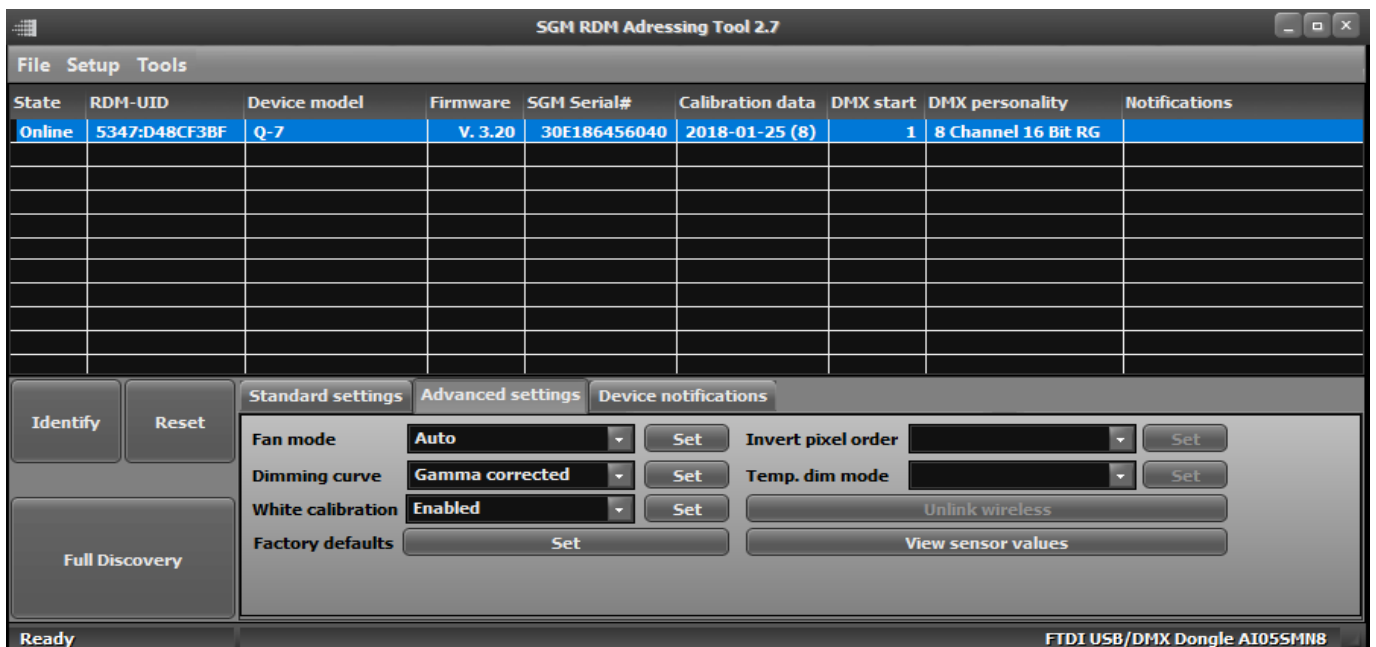 SGM RDM Adressing Tool 2.7
File Setup Tools
State RDM-UID Device model Firmware SGM Serial# Calibration data DMX start DMX personality Notifications
Online 5347:D48CF3BF Q-7 V. 3.20 30E186456040 2018-01-25 (8) 1 8 Channel 16 Bit RG
Identify Reset
Full Discovery
Standard settings Advanced settings Device notifications
Fan mode Auto Set Invert pixel order Set
Dimming curve Gamma corrected Set Temp. dim mode Set
White calibration Enabled Set Unlink wireless
Factory defaults Set View sensor values
Ready FTDI USB/DMX Dongle AI05SMN8